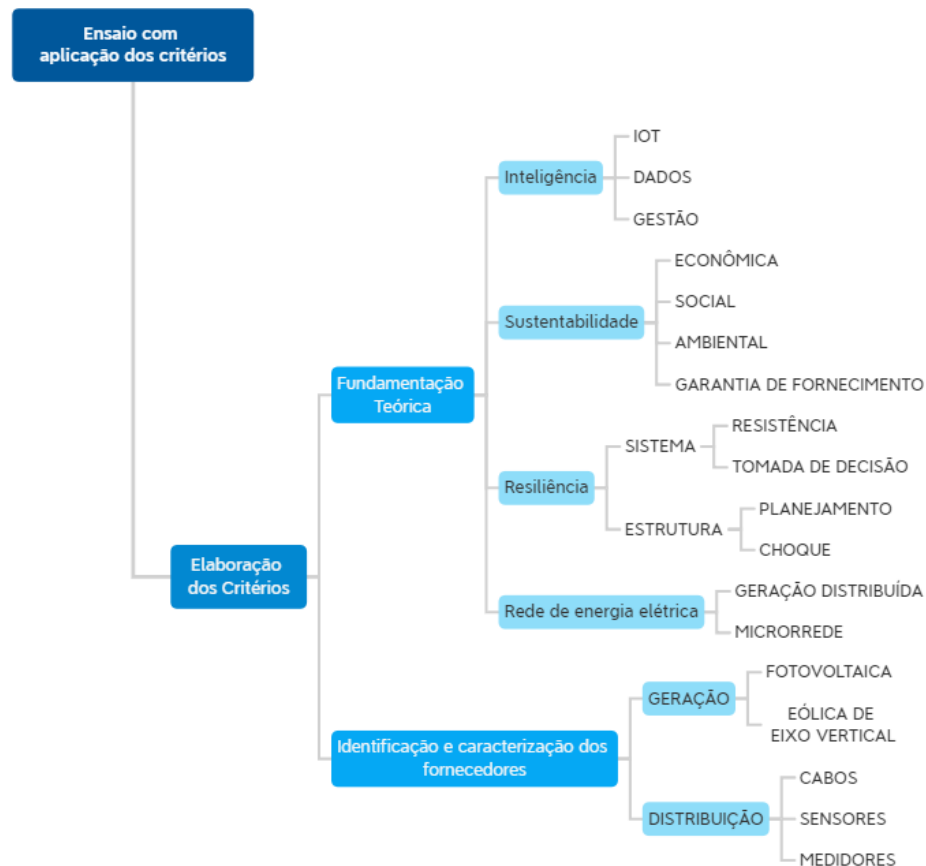 Ensaio com
aplicação dos critérios
Elaboração
dos Critérios
Fundamentação
Teórica
Inteligência
IOT
DADOS
GESTÃO
Sustentabilidade
ECONÔMICA
SOCIAL
AMBIENTAL
GARANTIA DE FORNECIMENTO
Resiliência
SISTEMA
RESISTÊNCIA
TOMADA DE DECISÃO
ESTRUTURA
PLANEJAMENTO
CHOQUE
Rede de energia elétrica
GERAÇÃO DISTRIBUÍDA
MICRORREDE
Identificação e caracterização dos
fornecedores
GERAÇÃO
FOTOVOLTAICA
EÓLICA DE
EIXO VERTICAL
DISTRIBUIÇÃO
CABOS
SENSORES
MEDIDORES